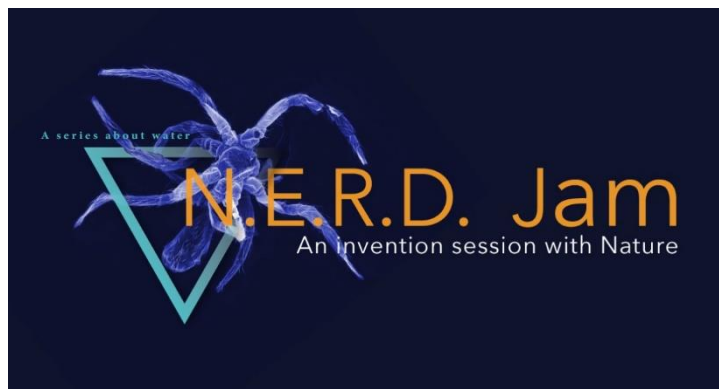 A series about water
N.E.R.D. Jam
An invention session with Nature